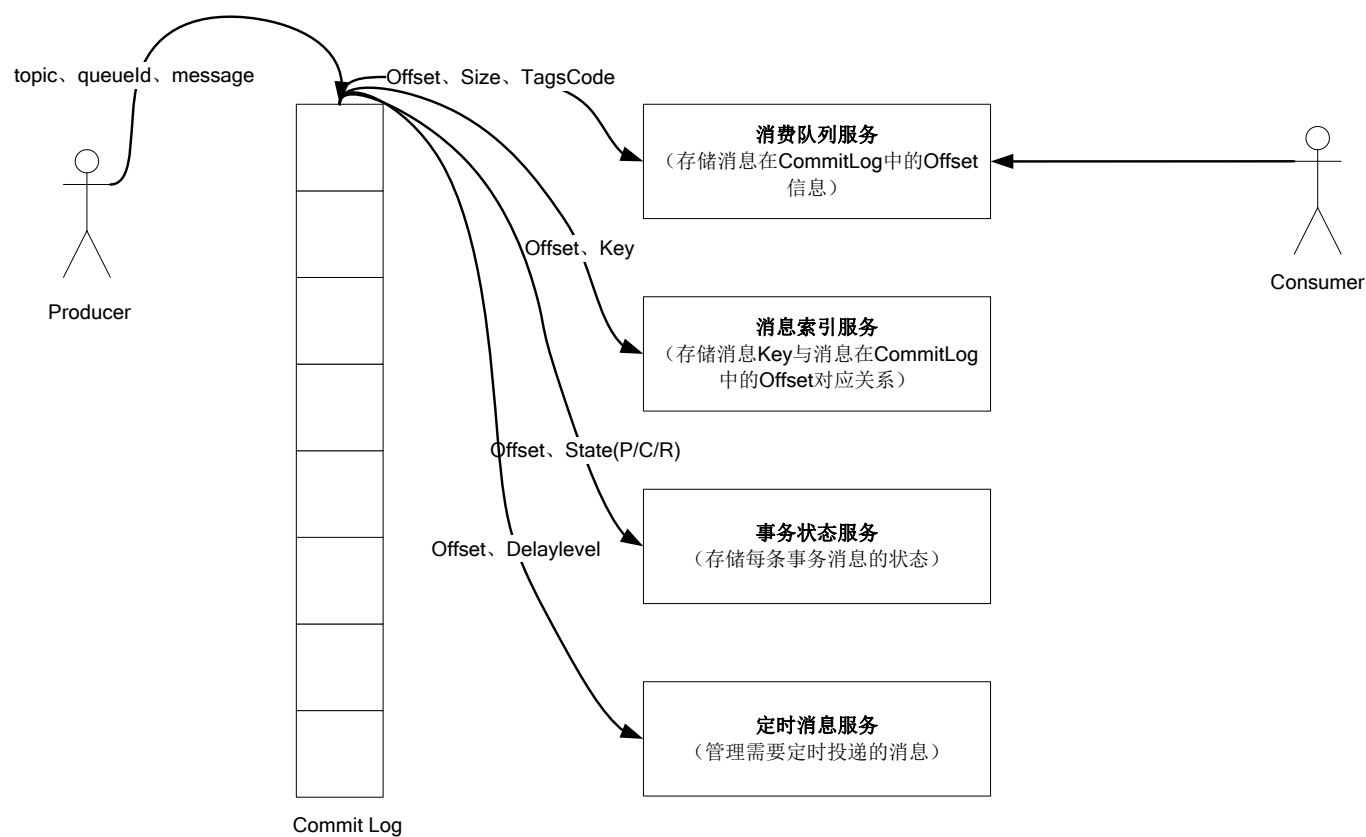 topic、queueId、message
Offset、Size、TagsCode
消费队列服务
（存储消息在CommitLog中的Offset
信息）
Offset、Key
Consumer
Producer
消息索引服务
（存储消息Key与消息在CommitLog
中的Offset对应关系）
Offset、State(P/C/R)
事务状态服务
（存储每条事务消息的状态）
Offset、Delaylevel
定时消息服务
（管理需要定时投递的消息）
Commit Log